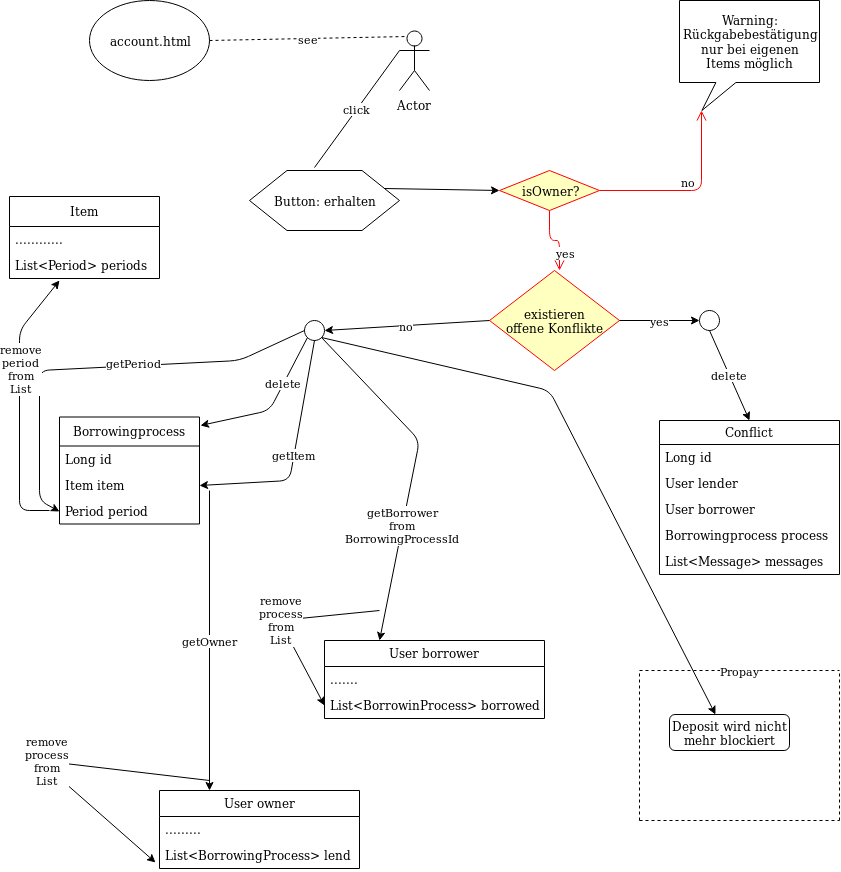 account.html
see
Actor
click
Button: erhalten
isOwner?
no
Warning:
Rückgabebestätigung
nur bei eigenen
Items möglich
yes
existieren
offene Konflikte
no
yes
delete
Conflict
Long id
User lender
User borrower
Borrowingprocess process
List<Message> messages
Item
............
List<Period> periods
remove
period
from
List
getPeriod
delete
getItem
Borrowingprocess
Long id
Item item
Period period
getBorrower
from
BorrowingProcessId
remove
process
from
List
User borrower
.......
List<BorrowinProcess> borrowed
getOwner
remove
process
from
List
User owner
.........
List<BorrowingProcess> lend
Propay
Deposit wird nicht
mehr blockiert